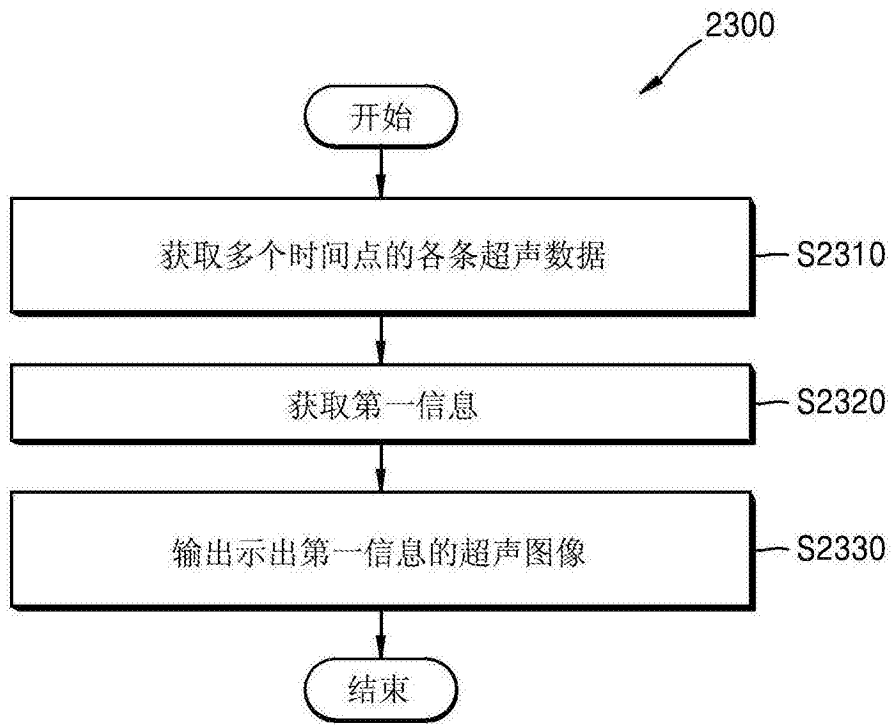 2300
开始
获取多个时间点的各条超声数据
S2310
获取第一信息
S2320
输出示出第一信息的超声图像
S2330
结束